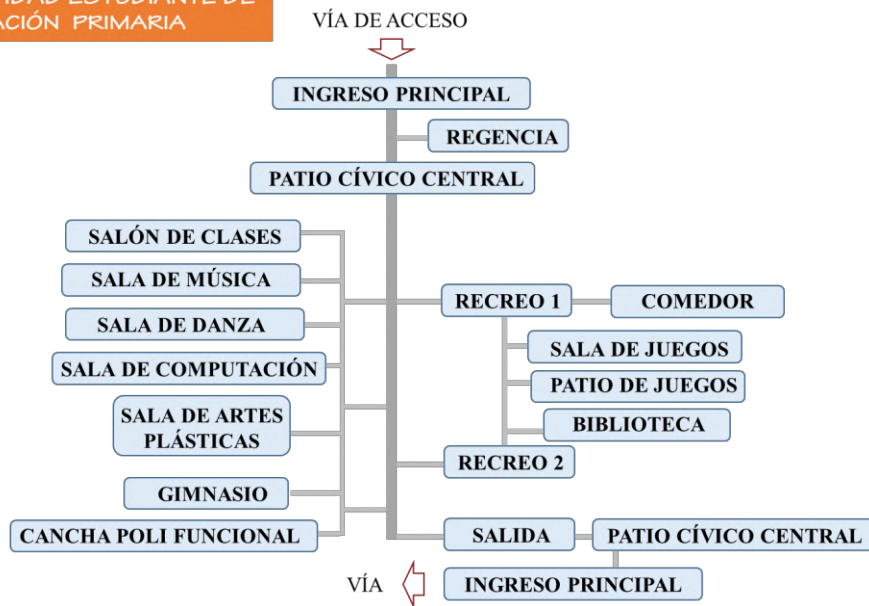 ESTUDIANTE DE
PRIMARIA
VÍA DE ACCESO
INGRESO PRINCIPAL
REGENCIA
PATIO CÍVICO CENTRAL
SALÓN DE CLASES
SALA DE MÚSICA
SALA DE DANZA
SALA DE COMPUTACIÓN
SALA DE ARTES
PLÁSTICAS
GIMNASIO
CANCHA POLI FUNCIONAL
RECREO 1
COMEDOR
SALA DE JUEGOS
PATIO DE JUEGOS
BIBLIOTECA
RECREO 2
SALIDA
PATIO CÍVICO CENTRAL
VÍA
INGRESO PRINCIPAL